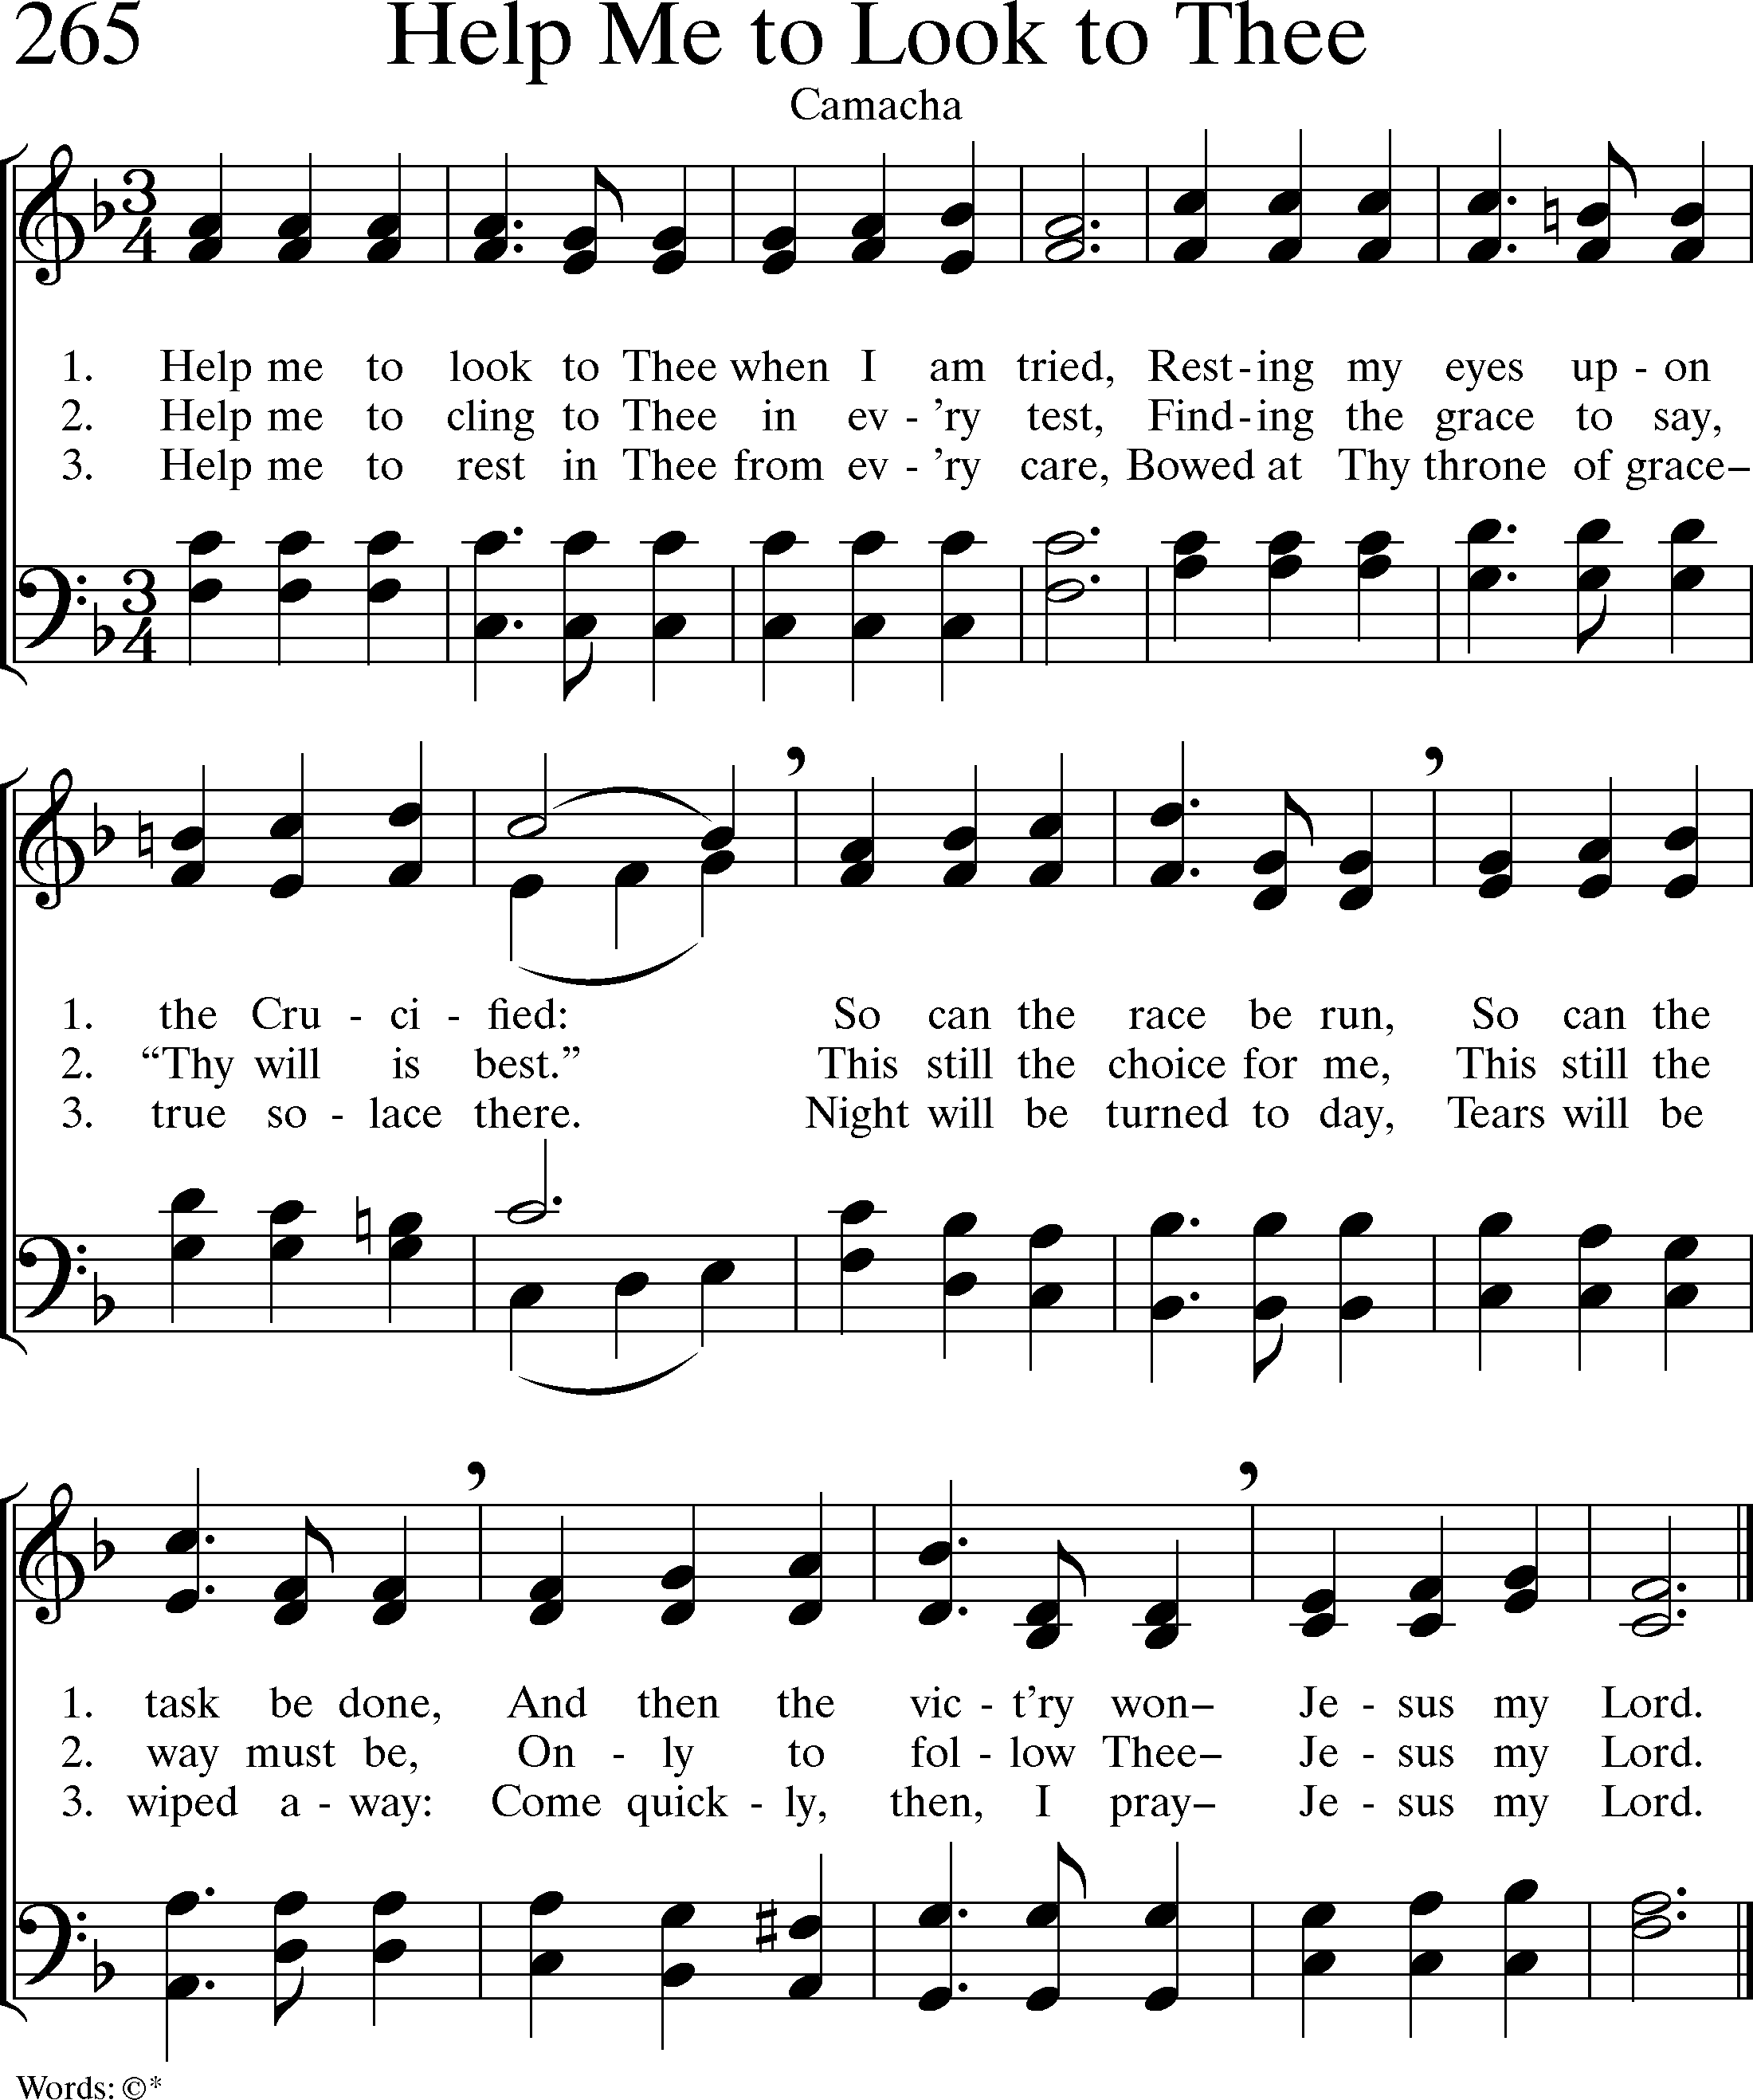 265 Help Me to Look to Thee
Camacha
1. Help me to look to Thee when I am tried, Rest - ing my eyes up - on
2. Help me to cling to Thee in ev - ’ry test, Find - ing the grace to say,
3. Help me to rest in Thee from ev - ’ry care, Bowed at Thy throne of grace–
1. the Cru - ci - fied: So can the race be run, So can the
2. “Thy will is best.” This still the choice for me, This still the
3. true so - lace there. Night will be turned to day, Tears will be
1. task be done, And then the vic - t’ry won– Je - sus my Lord.
2. way must be, On - ly to fol - low Thee– Je - sus my Lord.
3. wiped a - way: Come quick - ly, then, I pray– Je - sus my Lord.
Words: ©*